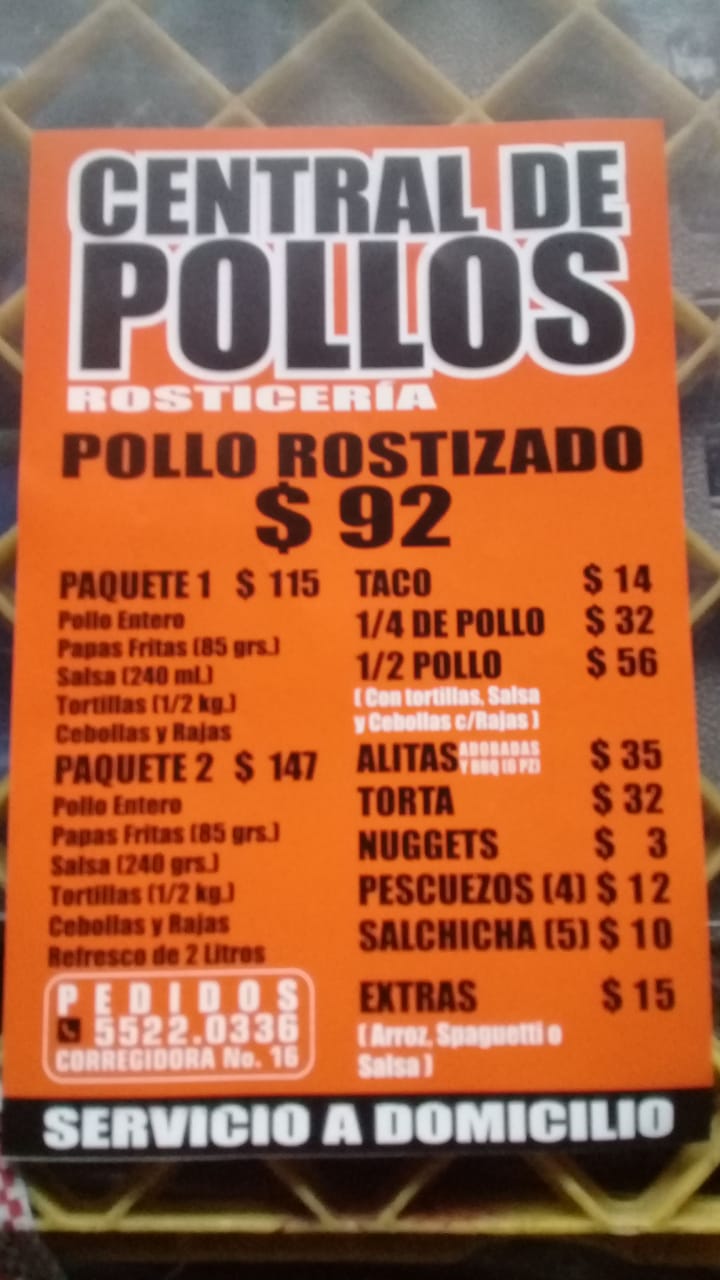 CENTRAL DE
POLLOS
ROSTICERÍA
POLLO ROSTIZADO
$ 92
PAQUETE 1 $ 115
Pollo Entero
Papas Fritas (85 grs.)
Salsa (240 ml.)
Tortillas (1/2 kg.)
Cebollas y Rajas
PAQUETE 2 $ 147
Pollo Entero
Papas Fritas (85 grs.)
Salsa (240 grs.)
Tortillas (1/2 kg.)
Cebollas y Rajas
Refresco de 2 Litros
PEDIDOS
5522.0336
CORREGIDORA No. 16
TACO $ 14
1/4 DE POLLO $ 32
1/2 POLLO $ 56
( Con tortillas, Salsa
y Cebollas c/Rajas )
ALITAS ADOBADAS Y BBQ (6 PZ) $ 35
TORTA $ 32
NUGGETS $ 3
PESCUEZOS (4) $ 12
SALCHICHA (5) $ 10
EXTRAS $ 15
( Arroz, Spaguetti o
Salsa )
SERVICIO A DOMICILIO